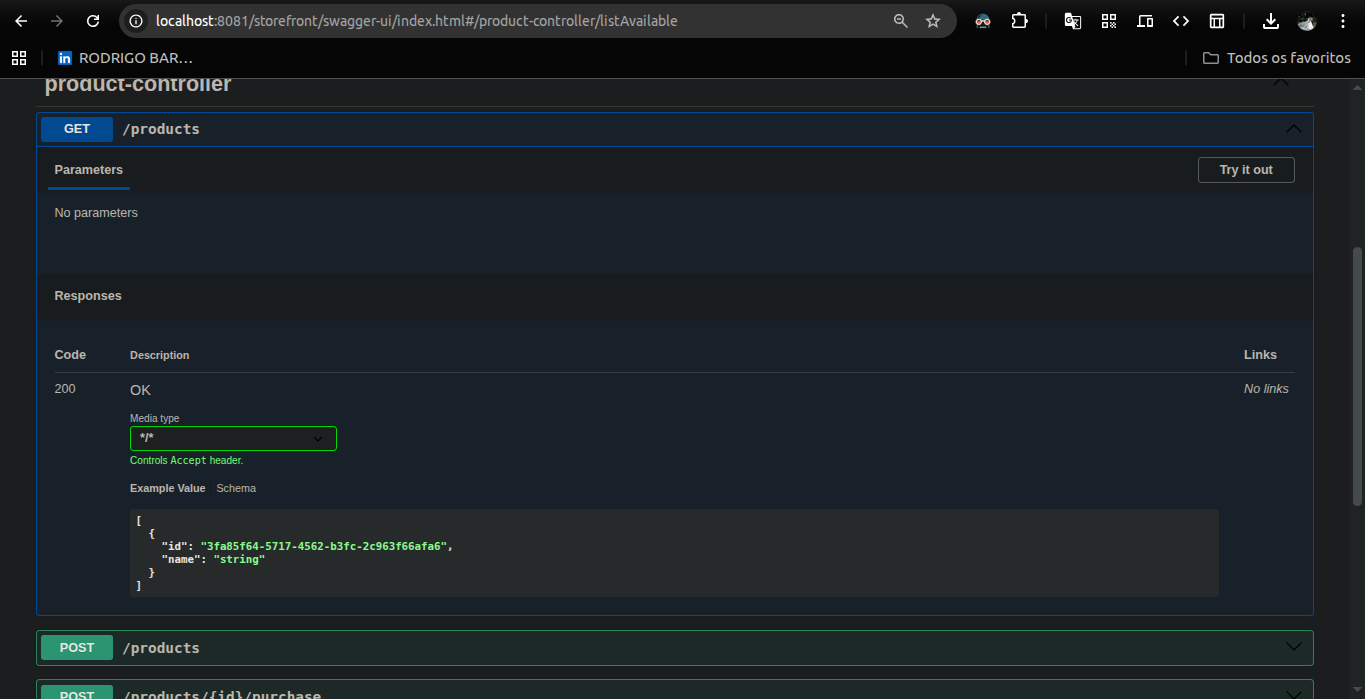 localhost:8081/storefront/swagger-ui/index.html#/product-controller/listAvailable
RODRIGO BAR...
Todos os favoritos
product-controller
GET /products
Parameters
Try it out
No parameters
Responses
Code Description Links
200 OK No links
Media type
*/*
Controls Accept header.
Example Value Schema
[
{
"id": "3fa85f64-5717-4562-b3fc-2c963f66afa6",
"name": "string"
}
]
POST /products
POST /products/{id}/purchase